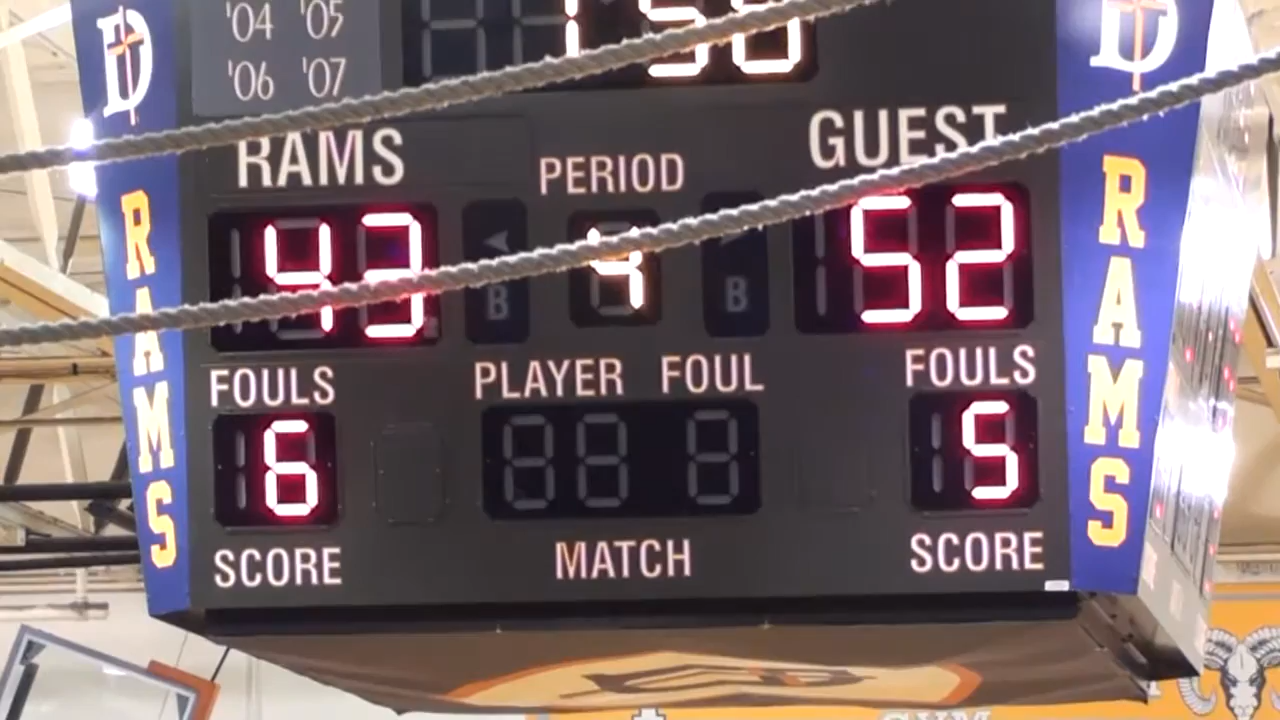 '04 '05
'06 '07
RAMS
GUEST
PERIOD
43
4
52
B
B
FOULS
PLAYER FOUL
FOULS
6
5
SCORE
MATCH
SCORE
RAMS
RAMS
GYM